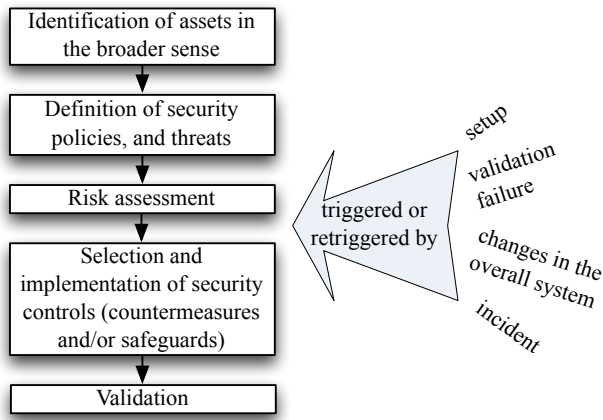 Identification of assets in
the broader sense
Definition of security
policies, and threats
Risk assessment
Selection and
implementation of security
controls (countermeasures
and/or safeguards)
Validation
triggered or
retriggered by
setup
validation
failure
changes in the
overall system
incident